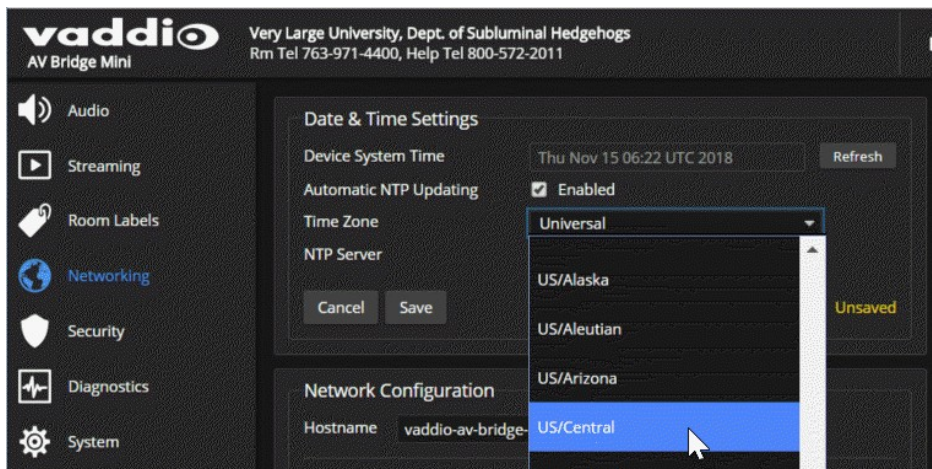 vaddio
AV Bridge Mini
Very Large University, Dept. of Subluminal Hedgehogs
Rm Tel 763-971-4400, Help Tel 800-572-2011
Audio
Streaming
Room Labels
Networking
Security
Diagnostics
System
Date & Time Settings
Device System Time Thu Nov 15 06:22 UTC 2018 Refresh
Automatic NTP Updating Enabled
Time Zone Universal
NTP Server
US/Alaska
US/Aleutian
US/Arizona
US/Central
Cancel Save Unsaved
Network Configuration
Hostname vaddio-av-bridge-